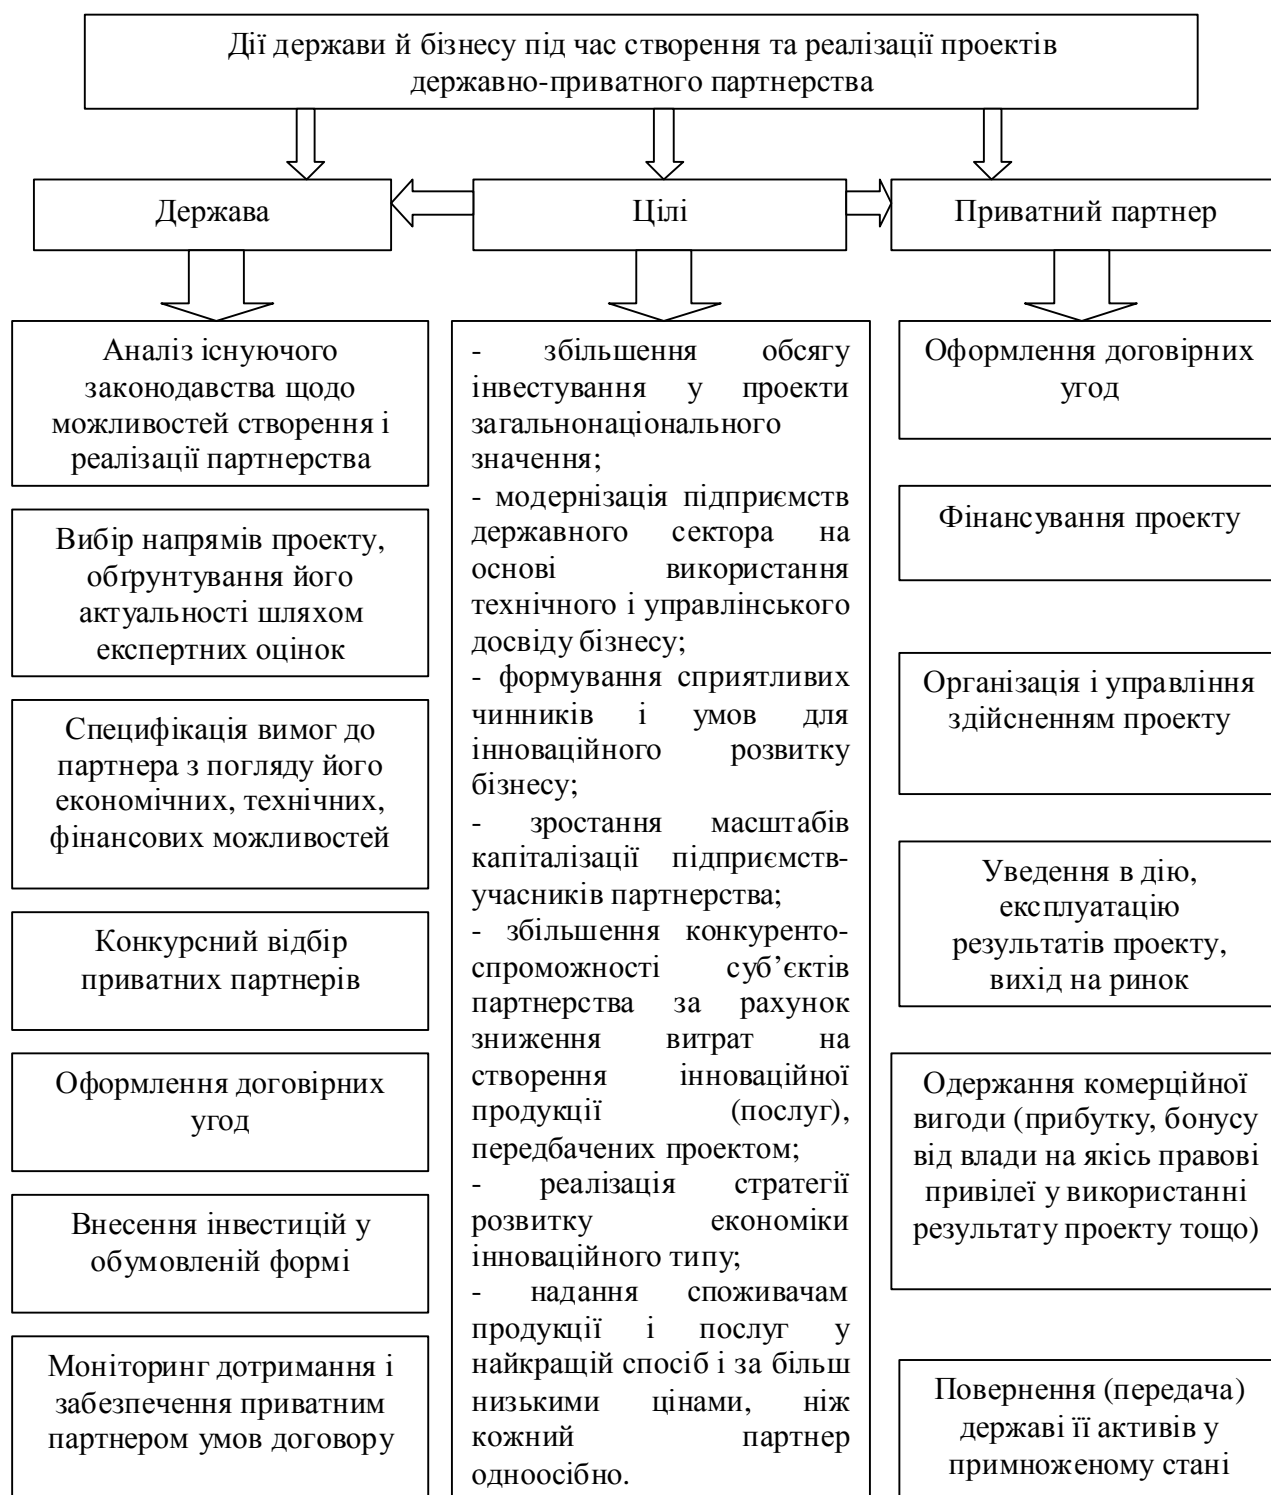 Дії держави й бізнесу під час створення та реалізації проектів
державно-приватного партнерства
Держава
Цілі
Приватний партнер
Аналіз існуючого
законодавства щодо
можливостей створення і
реалізації партнерства
Вибір напрямів проекту,
обґрунтування його
актуальності шляхом
експертних оцінок
Специфікація вимог до
партнера з погляду його
економічних, технічних,
фінансових можливостей
Конкурсний відбір
приватних партнерів
Оформлення договірних
угод
Внесення інвестицій у
обумовленій формі
Моніторинг дотримання і
забезпечення приватним
партнером умов договору
- збільшення обсягу
інвестування у проекти
загальнонаціонального
значення;
- модернізація підприємств
державного сектора на
основі використання
технічного і управлінського
досвіду бізнесу;
- формування сприятливих
чинників і умов для
інноваційного розвитку
бізнесу;
- зростання масштабів
капіталізації підприємств-
учасників партнерства;
- збільшення конкуренто-
спроможності суб’єктів
партнерства за рахунок
зниження витрат на
створення інноваційної
продукції (послуг),
передбачених проектом;
- реалізація стратегії
розвитку економіки
інноваційного типу;
- надання споживачам
продукції і послуг у
найкращій спосіб і за більш
низькими цінами, ніж
кожний партнер
одноосібно.
Оформлення договірних
угод
Фінансування проекту
Організація і управління
здійсненням проекту
Уведення в дію,
експлуатацію
результатів проекту,
вихід на ринок
Одержання комерційної
вигоди (прибутку, бонусу
від влади на якісь правові
привілеї у використанні
результату проекту тощо)
Повернення (передача)
державі її активів у
примноженому стані